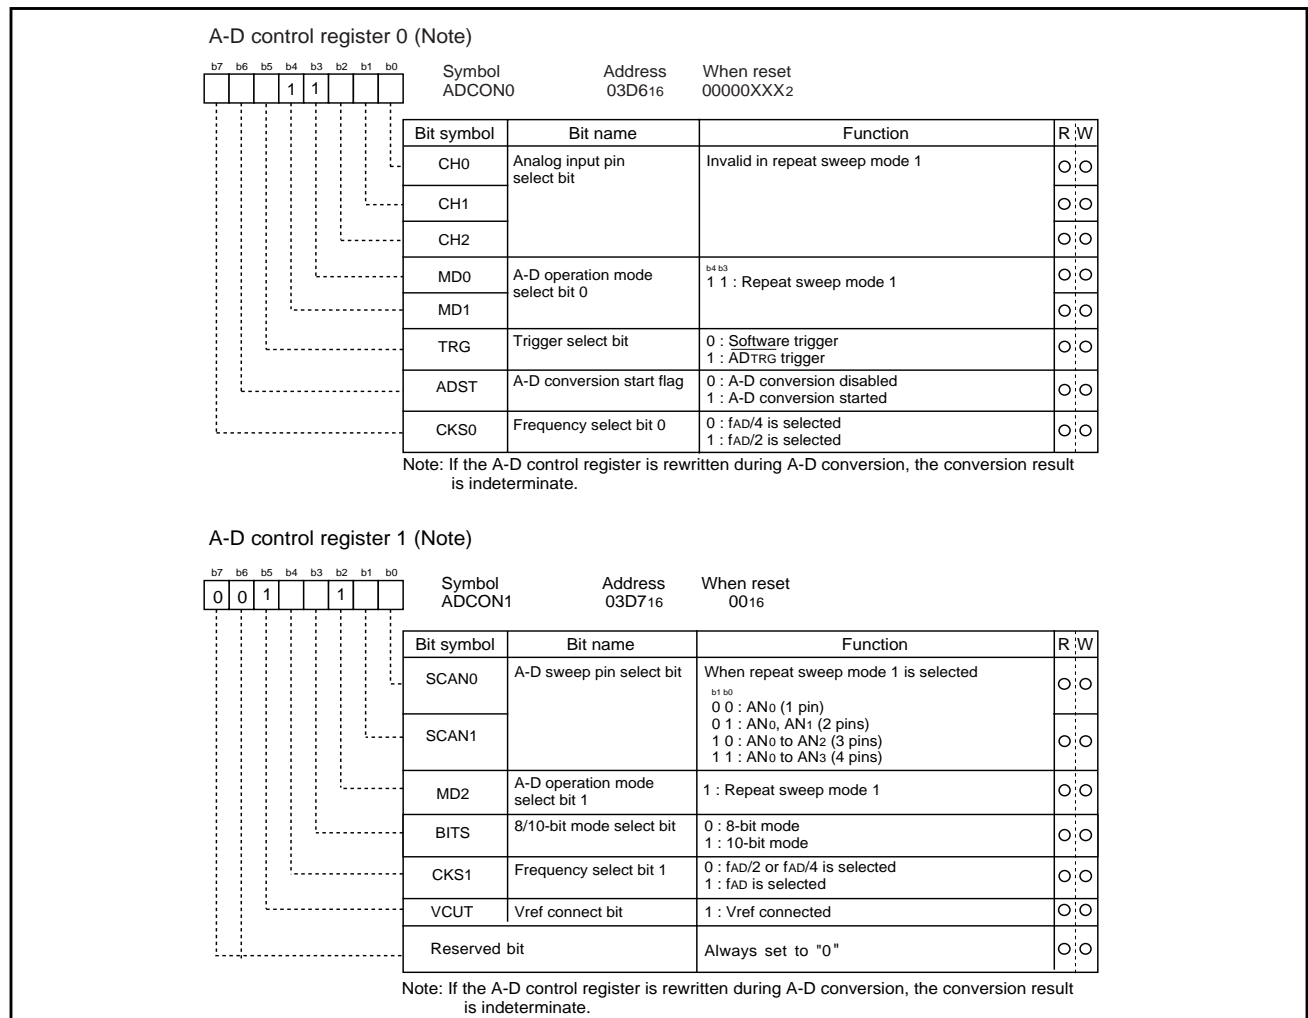 A-D control register 0 (Note)
b7 b6 b5 b4 b3 b2 b1 b0
1 1
Symbol Address When reset
ADCON0 03D616 00000XXX2
Bit symbol Bit name Function R W
CH0 Analog input pin select bit Invalid in repeat sweep mode 1
CH1
CH2
MD0 A-D operation mode select bit 0 b4 b3
1 1 : Repeat sweep mode 1
MD1
TRG Trigger select bit 0 : Software trigger
1 : ADTRG trigger
ADST A-D conversion start flag 0 : A-D conversion disabled
1 : A-D conversion started
CKS0 Frequency select bit 0 0 : fAD/4 is selected
1 : fAD/2 is selected
Note: If the A-D control register is rewritten during A-D conversion, the conversion result
is indeterminate.
A-D control register 1 (Note)
b7 b6 b5 b4 b3 b2 b1 b0
0 0 1 1
Symbol Address When reset
ADCON1 03D716 0016
Bit symbol Bit name Function R W
SCAN0 A-D sweep pin select bit When repeat sweep mode 1 is selected
b1 b0
0 0 : AN0 (1 pin)
0 1 : AN0, AN1 (2 pins)
SCAN1 1 0 : AN0 to AN2 (3 pins)
1 1 : AN0 to AN3 (4 pins)
MD2 A-D operation mode select bit 1 1 : Repeat sweep mode 1
BITS 8/10-bit mode select bit 0 : 8-bit mode
1 : 10-bit mode
CKS1 Frequency select bit 1 0 : fAD/2 or fAD/4 is selected
1 : fAD is selected
VCUT Vref connect bit 1 : Vref connected
Reserved bit Always set to "0"
Note: If the A-D control register is rewritten during A-D conversion, the conversion result
is indeterminate.